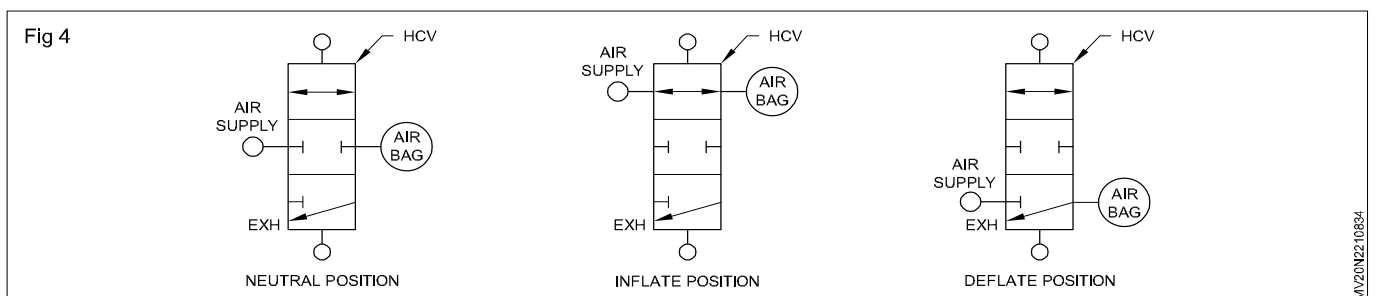 Fig 4
HCV
AIR
SUPPLY
AIR
BAG
EXH
NEUTRAL POSITION
HCV
AIR
SUPPLY
AIR
BAG
EXH
INFLATE POSITION
HCV
AIR
SUPPLY
AIR
BAG
EXH
DEFLATE POSITION
MV20N2210834